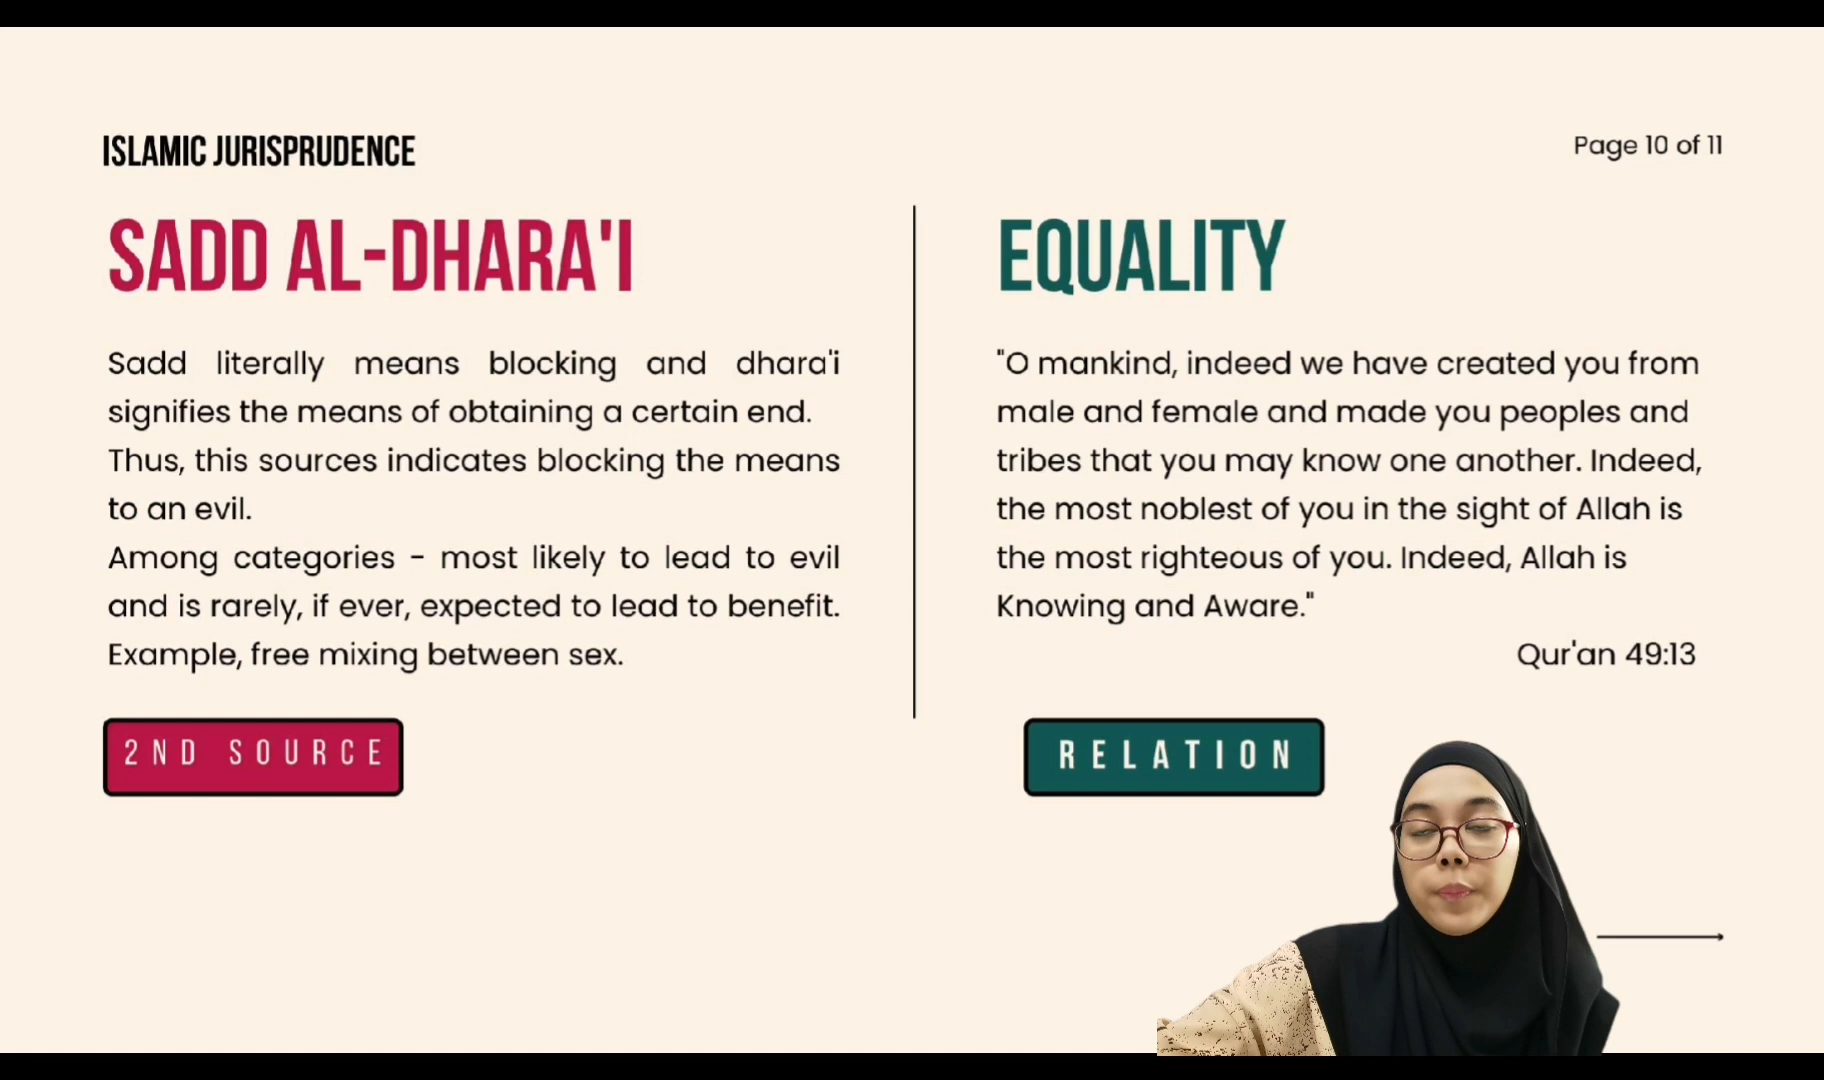 ISLAMIC JURISPRUDENCE
Page 10 of 11
SADD AL-DHARA'I
Sadd literally means blocking and dhara'i
signifies the means of obtaining a certain end.
Thus, this sources indicates blocking the means
to an evil.
Among categories - most likely to lead to evil
and is rarely, if ever, expected to lead to benefit.
Example, free mixing between sex.
2ND SOURCE
EQUALITY
"O mankind, indeed we have created you from
male and female and made you peoples and
tribes that you may know one another. Indeed,
the most noblest of you in the sight of Allah is
the most righteous of you. Indeed, Allah is
Knowing and Aware."
Qur'an 49:13
RELATION